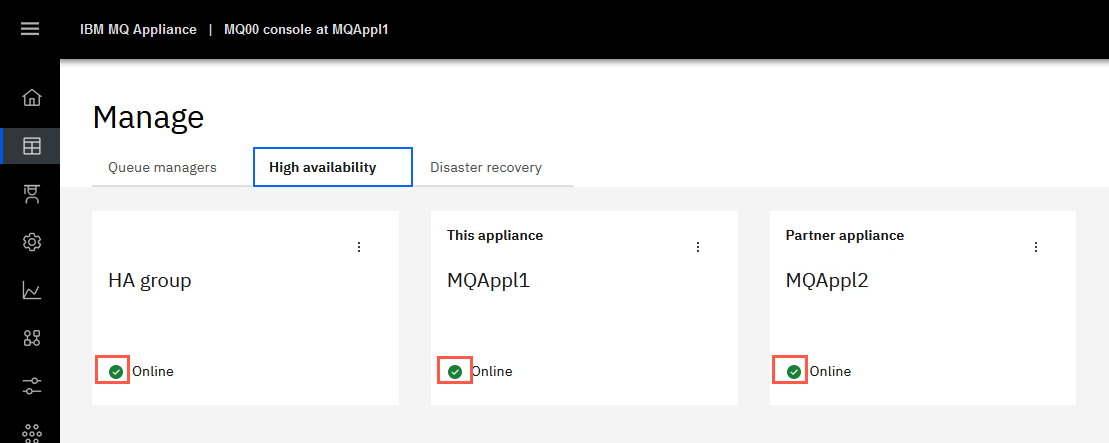 IBM MQ Appliance | MQ00 console at MQAppl1
Manage
Queue managers High availability Disaster recovery
This appliance Partner appliance
HA group MQAppl1 MQAppl2
Online Online Online